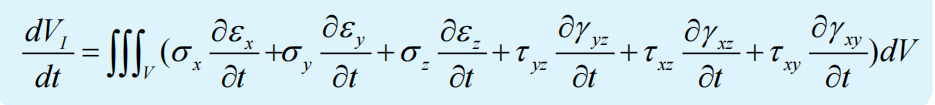 dV_I/dt = ∭_V (σ_x ∂ε_x/∂t + σ_y ∂ε_y/∂t + σ_z ∂ε_z/∂t + τ_yz ∂γ_yz/∂t + τ_xz ∂γ_xz/∂t + τ_xy ∂γ_xy/∂t)dV